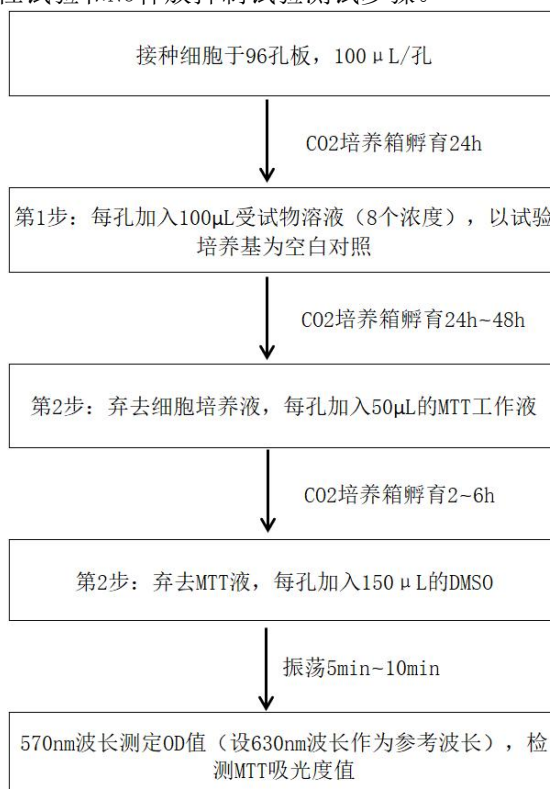 接种细胞于96孔板，100μL/孔
CO2培养箱孵育24h
第1步：每孔加入100μL受试物溶液（8个浓度），以试验
培养基为空白对照
CO2培养箱孵育24h~48h
第2步：弃去细胞培养液，每孔加入50μL的MTT工作液
CO2培养箱孵育2~6h
第2步：弃去MTT液，每孔加入150μL的DMSO
振荡5min~10min
570nm波长测定OD值（设630nm波长作为参考波长），检
测MTT吸光度值